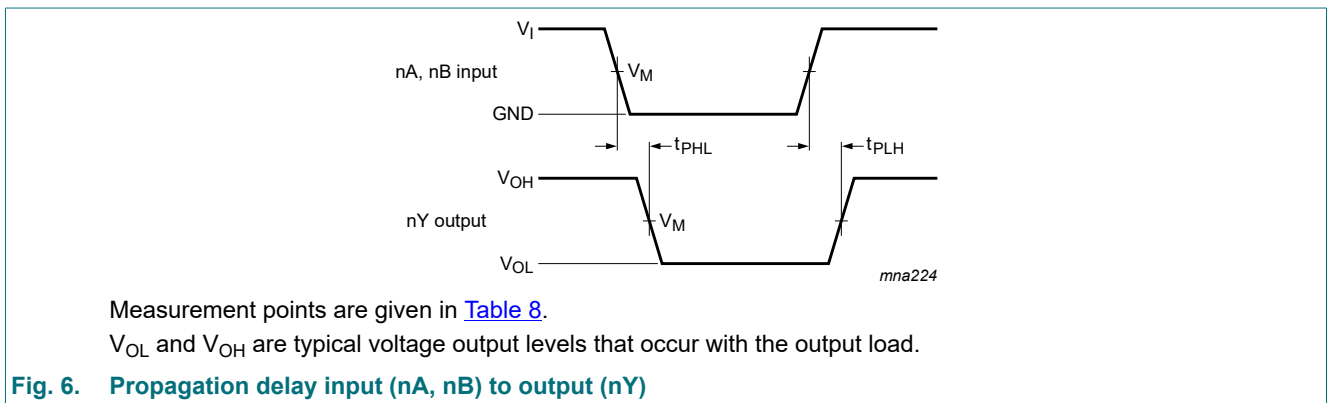 VI
nA, nB input
VM
GND
tPHL
tPLH
VOH
nY output
VM
VOL
mna224
Measurement points are given in Table 8.
VOL and VOH are typical voltage output levels that occur with the output load.
Fig. 6. Propagation delay input (nA, nB) to output (nY)